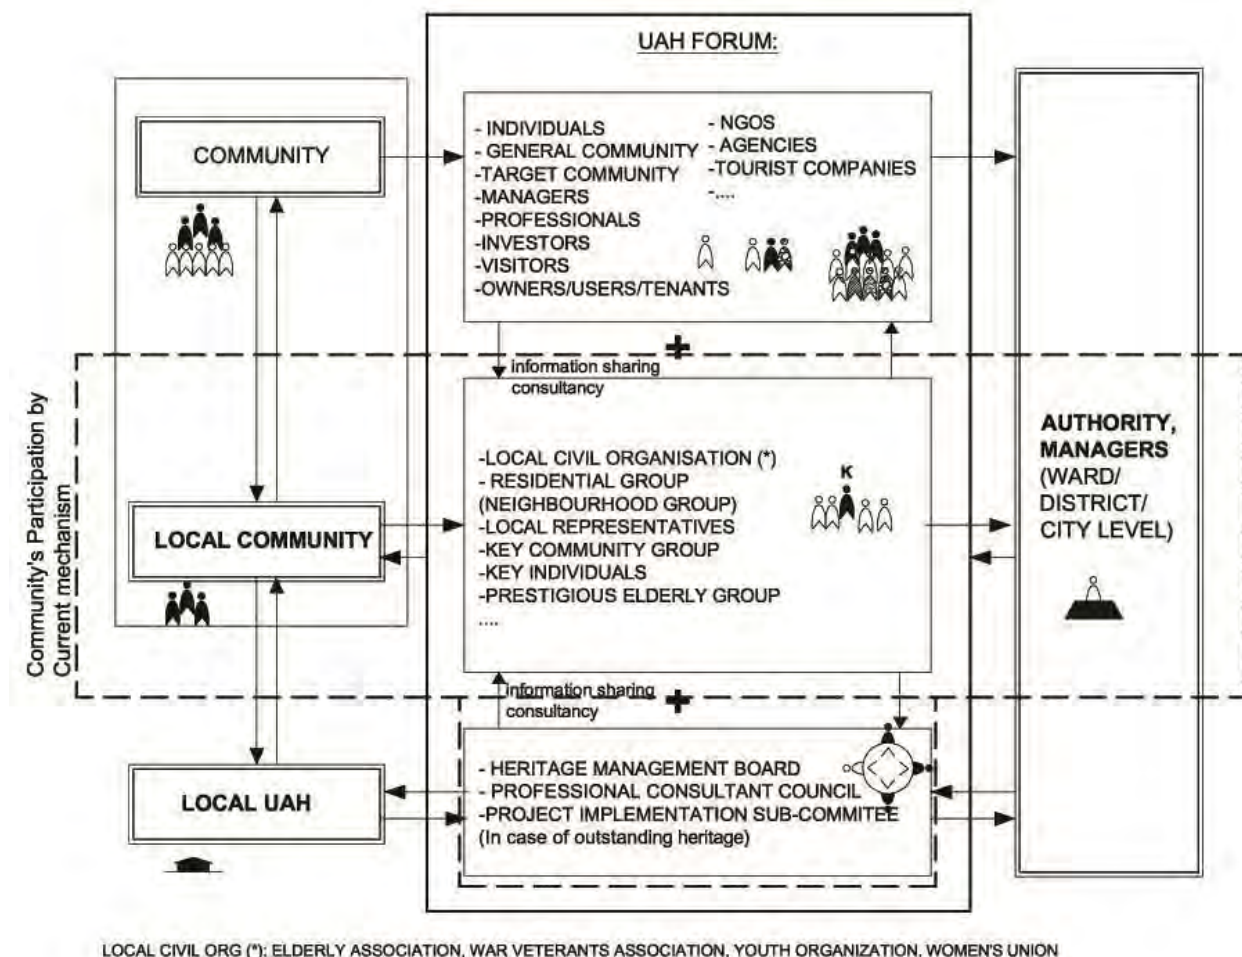 UAH FORUM:
COMMUNITY
- INDIVIDUALS
- GENERAL COMMUNITY
-TARGET COMMUNITY
-MANAGERS
-PROFESSIONALS
-INVESTORS
-VISITORS
-OWNERS/USERS/TENANTS
- NGOS
- AGENCIES
-TOURIST COMPANIES
-....
information sharing
consultancy
Community's Participation by
Current mechanism
LOCAL COMMUNITY
-LOCAL CIVIL ORGANISATION (*)
- RESIDENTIAL GROUP
(NEIGHBOURHOOD GROUP)
-LOCAL REPRESENTATIVES
-KEY COMMUNITY GROUP
-KEY INDIVIDUALS
-PRESTIGIOUS ELDERLY GROUP
....
K
AUTHORITY,
MANAGERS
(WARD/
DISTRICT/
CITY LEVEL)
information sharing
consultancy
LOCAL UAH
- HERITAGE MANAGEMENT BOARD
- PROFESSIONAL CONSULTANT COUNCIL
-PROJECT IMPLEMENTATION SUB-COMMITEE
(In case of outstanding heritage)
LOCAL CIVIL ORG (*): ELDERLY ASSOCIATION, WAR VETERANTS ASSOCIATION, YOUTH ORGANIZATION, WOMEN'S UNION